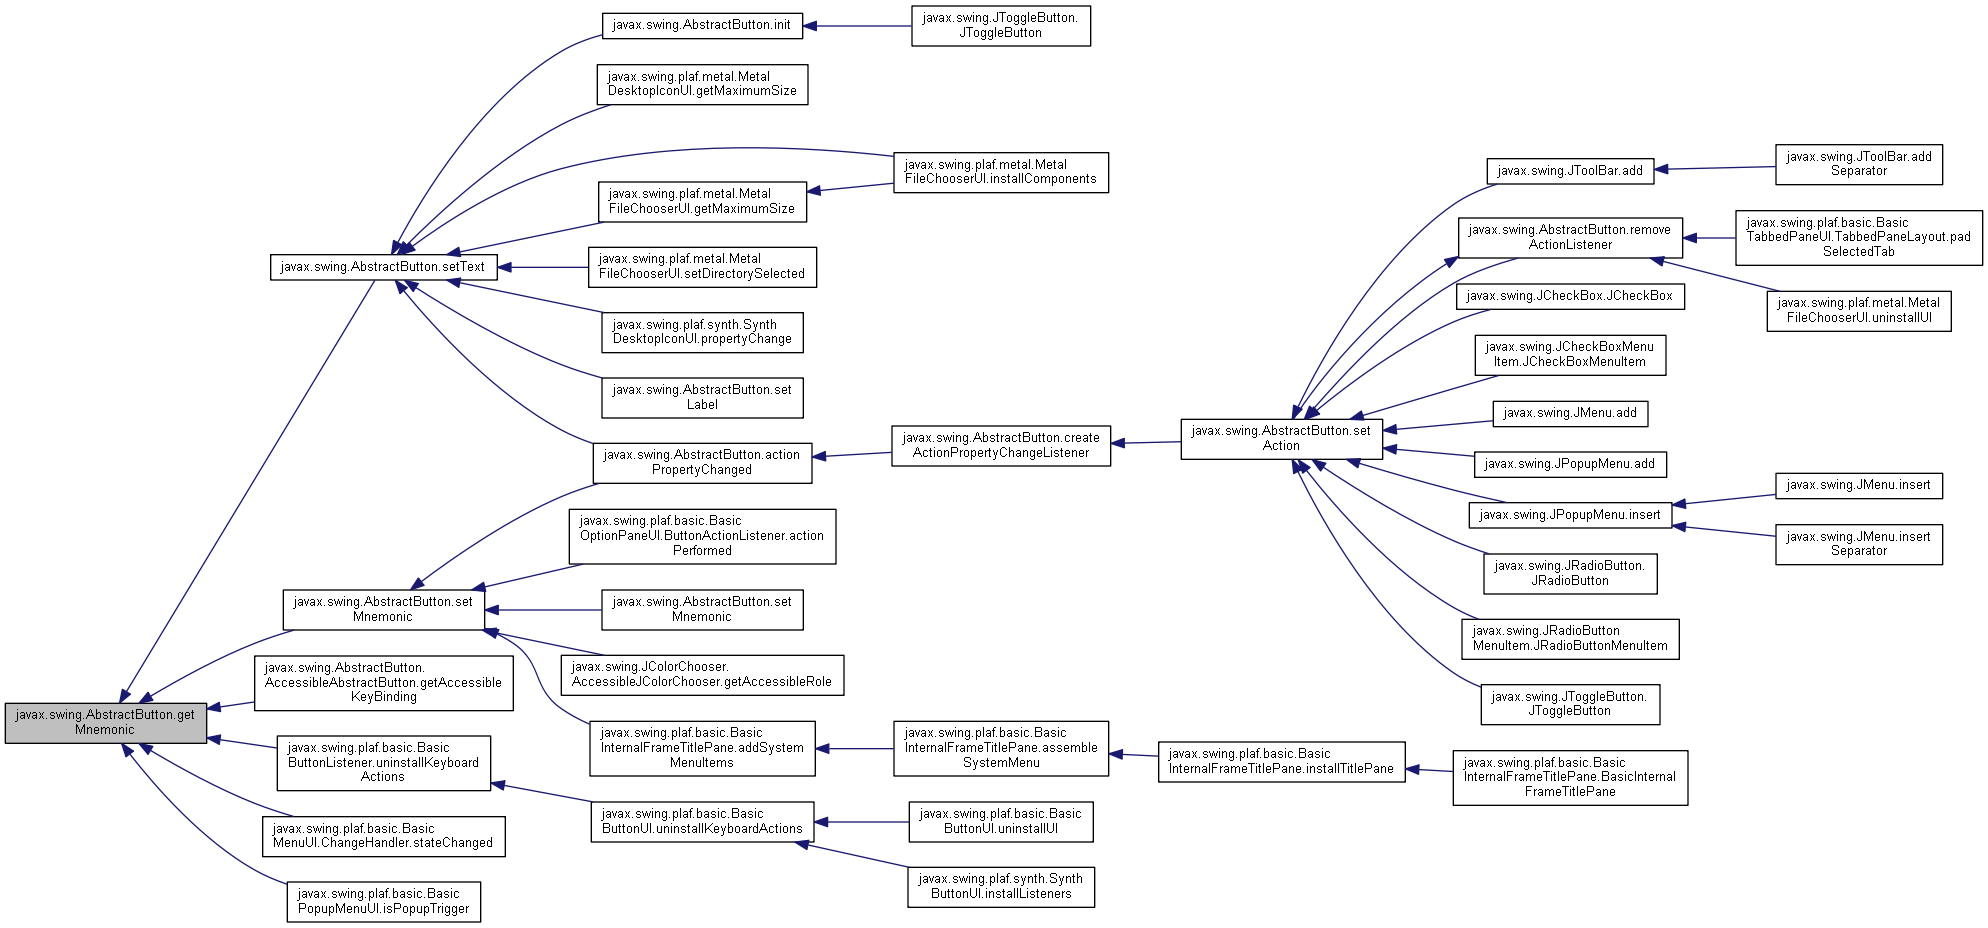 javax.swing.AbstractButton.get
Mnemonic
javax.swing.AbstractButton.setText
javax.swing.AbstractButton.set
Mnemonic
javax.swing.AbstractButton.
AccessibleAbstractButton.getAccessible
KeyBinding
javax.swing.plaf.basic.Basic
ButtonListener.uninstallKeyboard
Actions
javax.swing.plaf.basic.Basic
MenuUI.ChangeHandler.stateChanged
javax.swing.plaf.basic.Basic
PopupMenuUI.isPopupTrigger
javax.swing.AbstractButton.init
javax.swing.plaf.metal.Metal
DesktopIconUI.getMaximumSize
javax.swing.plaf.metal.Metal
FileChooserUI.getMaximumSize
javax.swing.plaf.metal.Metal
FileChooserUI.setDirectorySelected
javax.swing.plaf.synth.Synth
DesktopIconUI.propertyChange
javax.swing.AbstractButton.set
Label
javax.swing.AbstractButton.action
PropertyChanged
javax.swing.plaf.basic.Basic
OptionPaneUI.ButtonActionListener.action
Performed
javax.swing.AbstractButton.set
Mnemonic
javax.swing.JColorChooser.
AccessibleJColorChooser.getAccessibleRole
javax.swing.plaf.basic.Basic
InternalFrameTitlePane.addSystem
MenuItems
javax.swing.plaf.basic.Basic
ButtonUI.uninstallKeyboardActions
javax.swing.JToggleButton.
JToggleButton
javax.swing.plaf.metal.Metal
FileChooserUI.installComponents
javax.swing.AbstractButton.create
ActionPropertyChangeListener
javax.swing.plaf.basic.Basic
InternalFrameTitlePane.assemble
SystemMenu
javax.swing.plaf.basic.Basic
ButtonUI.uninstallUI
javax.swing.plaf.synth.Synth
ButtonUI.installListeners
javax.swing.AbstractButton.set
Action
javax.swing.plaf.basic.Basic
InternalFrameTitlePane.installTitlePane
javax.swing.JToolBar.add
javax.swing.AbstractButton.remove
ActionListener
javax.swing.JCheckBox.JCheckBox
javax.swing.JCheckBoxMenu
Item.JCheckBoxMenuItem
javax.swing.JMenu.add
javax.swing.JPopupMenu.add
javax.swing.JPopupMenu.insert
javax.swing.JRadioButton.
JRadioButton
javax.swing.JRadioButton
MenuItem.JRadioButtonMenuItem
javax.swing.JToggleButton.
JToggleButton
javax.swing.plaf.basic.Basic
InternalFrameTitlePane.BasicInternal
FrameTitlePane
javax.swing.JToolBar.add
Separator
javax.swing.plaf.basic.Basic
TabbedPaneUI.TabbedPaneLayout.pad
SelectedTab
javax.swing.plaf.metal.Metal
FileChooserUI.uninstallUI
javax.swing.JMenu.insert
javax.swing.JMenu.insert
Separator